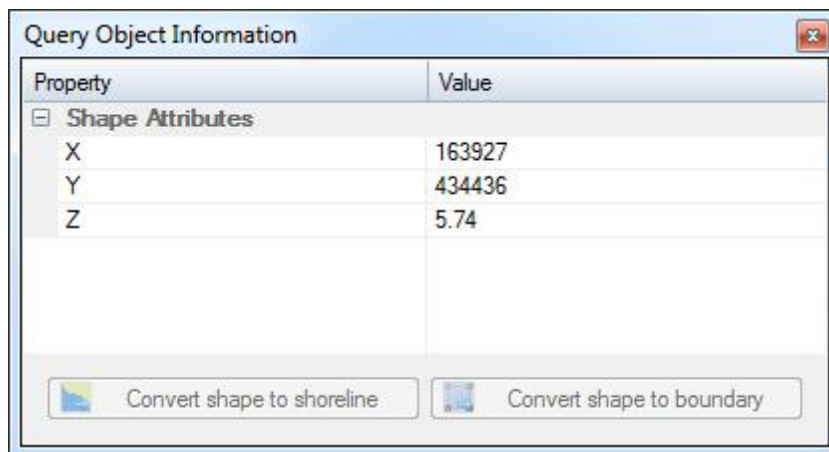 Query Object Information
Property Value
Shape Attributes
X 163927
Y 434436
Z 5.74
Convert shape to shoreline Convert shape to boundary